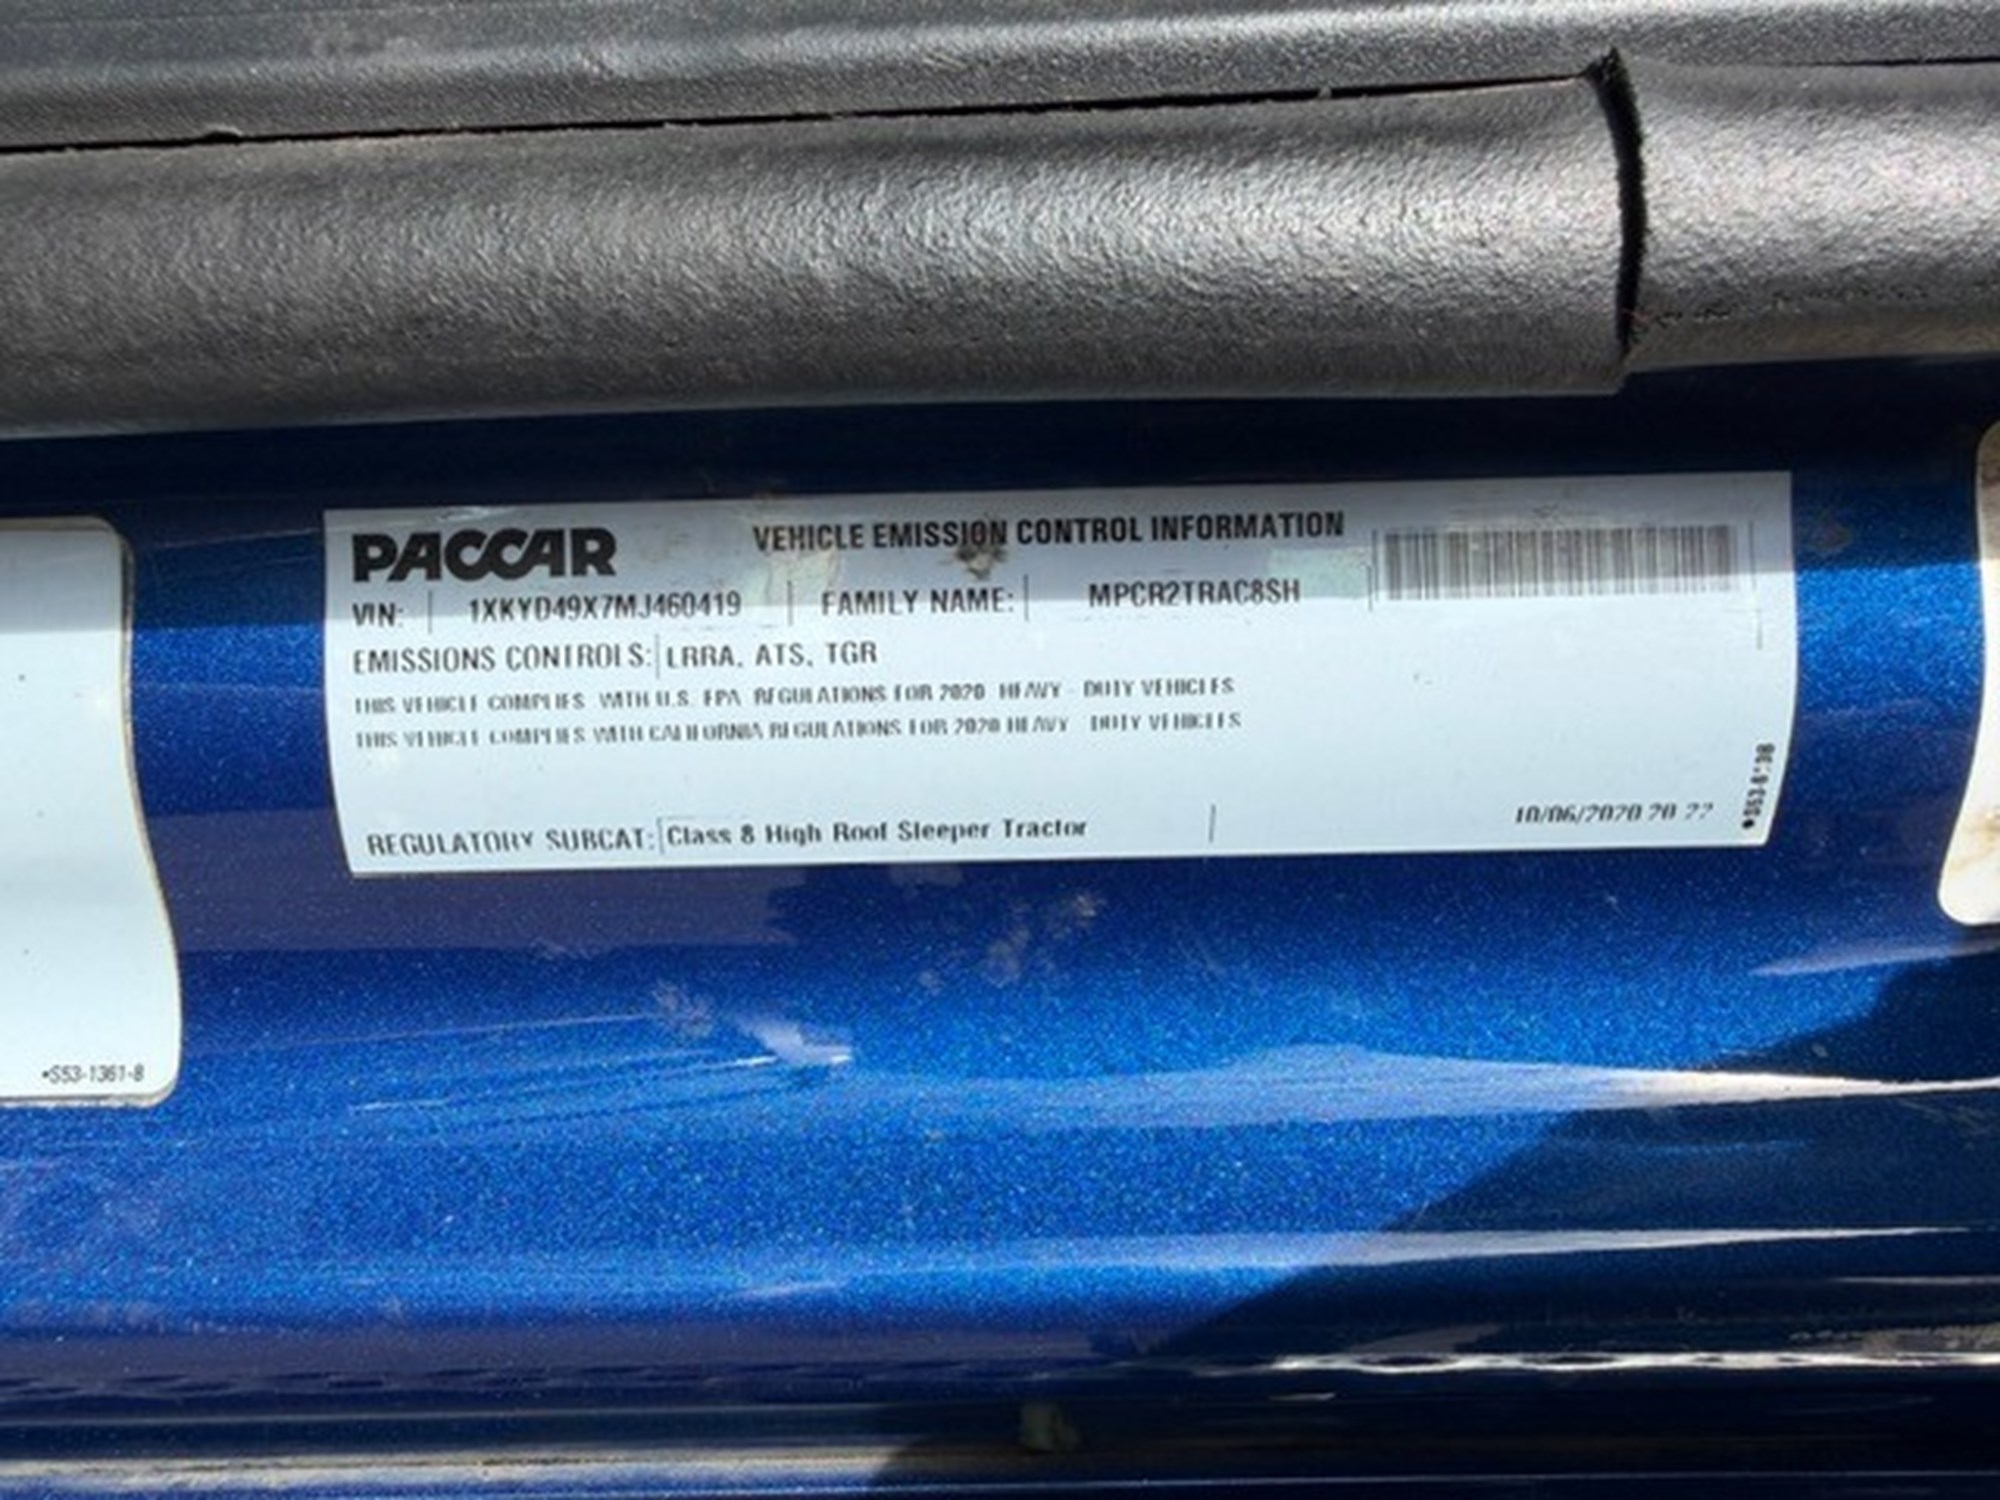 PACCAR
VEHICLE EMISSION CONTROL INFORMATION
VIN: 1XKYD49X7MJ460419 FAMILY NAME: MPCR2TRAC8SH
EMISSIONS CONTROLS: LRRA, ATS, TGR
THIS VEHICLE COMPLIES WITH U.S. EPA REGULATIONS FOR 2020 HEAVY - DUTY VEHICLES
THIS VEHICLE COMPLIES WITH CALIFORNIA REGULATIONS FOR 2020 HEAVY DUTY VEHICLES
REGULATORY SUBCAT: Class 8 High Roof Sleeper Tractor
10/06/2020
•S53-1361-8